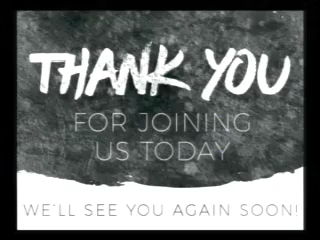 THANK YOU
FOR JOINING
US TODAY
WE'LL SEE YOU AGAIN SOON!